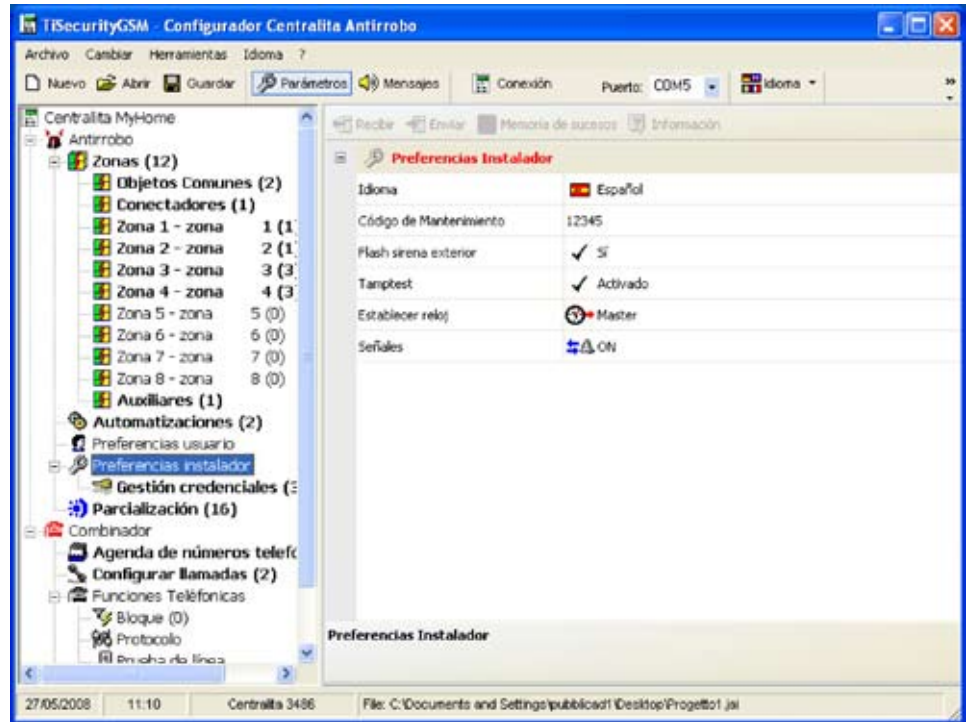 TiSecurityGSM - Configurador Centralita Antirrobo
Archivo Cambiar Herramientas Idoma ?
Nuevo Abrir Guardar Parámetros Mensajes Conexión Puerto: COM5 Idioma
Recibir Enviar Memoria de sucesos Información
Centralita MyHome
Antirrobo
Zonas (12)
Objetos Comunes (2)
Conectadores (1)
Zona 1 - zona 1 (1
Zona 2 - zona 2 (1
Zona 3 - zona 3 (3
Zona 4 - zona 4 (3
Zona 5 - zona 5 (0)
Zona 6 - zona 6 (0)
Zona 7 - zona 7 (0)
Zona 8 - zona 8 (0)
Auxiliares (1)
Automatizaciones (2)
Preferencias usuario
Preferencias instalador
Gestión credenciales (3
Parcialización (16)
Combinador
Agenda de números telefo
Configurar llamadas (2)
Funciones Teléfonicas
Bloque (0)
Protocolo
Prueba de línea
Preferencias Instalador
Idioma Español
Código de Mantenimiento 12345
Flash sirena exterior Sí
Tamptest Activado
Establecer reloj Master
Señales ON
Preferencias Instalador
27/05/2008 11:10 Centralita 3486 File: C:\Documents and Settings\pubblicad1\Desktop\Progetto1.jai